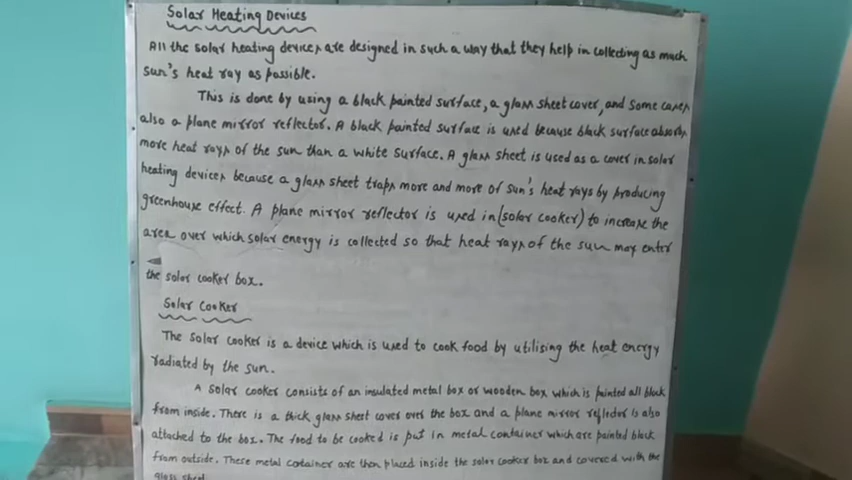 Solar Heating Devices
All the solar heating devices are designed in such a way that they help in collecting as much
sun's heat ray as possible.
This is done by using a black painted surface, a glass sheet cover, and some cases
also a plane mirror reflector. A black painted surface is used because black surface absorbs
more heat rays of the sun than a white surface. A glass sheet is used as a cover in solar
heating devices because a glass sheet traps more and more of sun's heat rays by producing
greenhouse effect. A plane mirror reflector is used in (solar cooker) to increase the
area over which solar energy is collected so that heat rays of the sun may enter
the solar cooker box.
Solar Cooker
The solar cooker is a device which is used to cook food by utilising the heat energy
radiated by the sun.
A solar cooker consists of an insulated metal box or wooden box which is painted all black
from inside. There is a thick glass sheet cover over the box and a plane mirror reflector is also
attached to the box. The food to be cooked is put in metal container which are painted black
from outside. These metal container are then placed inside the solar cooker box and covered with the
glass sheet